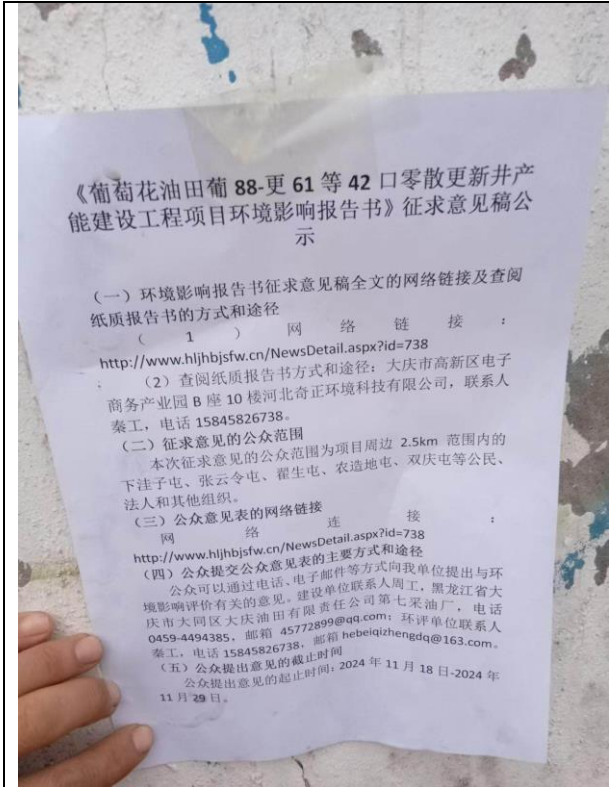 《葡萄花油田葡 88-更 61 等 42 口零散更新井产
能建设工程项目环境影响报告书》征求意见稿公
示
（一）环境影响报告书征求意见稿全文的网络链接及查阅
纸质报告书的方式和途径
（ 1 ） 网 络 链 接 ：
http://www.hljhbjsfw.cn/NewsDetail.aspx?id=738
；
（2）查阅纸质报告书方式和途径：大庆市高新区电子
商务产业园 B 座 10 楼河北奇正环境科技有限公司，联系人
秦工，电话 15845826738。
（二）征求意见的公众范围
本次征求意见的公众范围为项目周边 2.5km 范围内的
下洼子屯、张云令屯、翟生屯、农造地屯、双庆屯等公民、
法人和其他组织。
（三）公众意见表的网络链接
网 络 连 接 ：
http://www.hljhbjsfw.cn/NewsDetail.aspx?id=738
（四）公众提交公众意见表的主要方式和途径
公众可以通过电话、电子邮件等方式向我单位提出与环
境影响评价有关的意见。建设单位联系人周工，黑龙江省大
庆市大同区大庆油田有限责任公司第七采油厂，电话
0459-4494385，邮箱 45772899@qq.com；环评单位联系人
秦工，电话 15845826738，邮箱 hebeiqizhengdq@163.com。
（五）公众提出意见的截止时间
公众提出意见的起止时间：2024 年 11 月 18 日-2024 年
11 月 29 日。